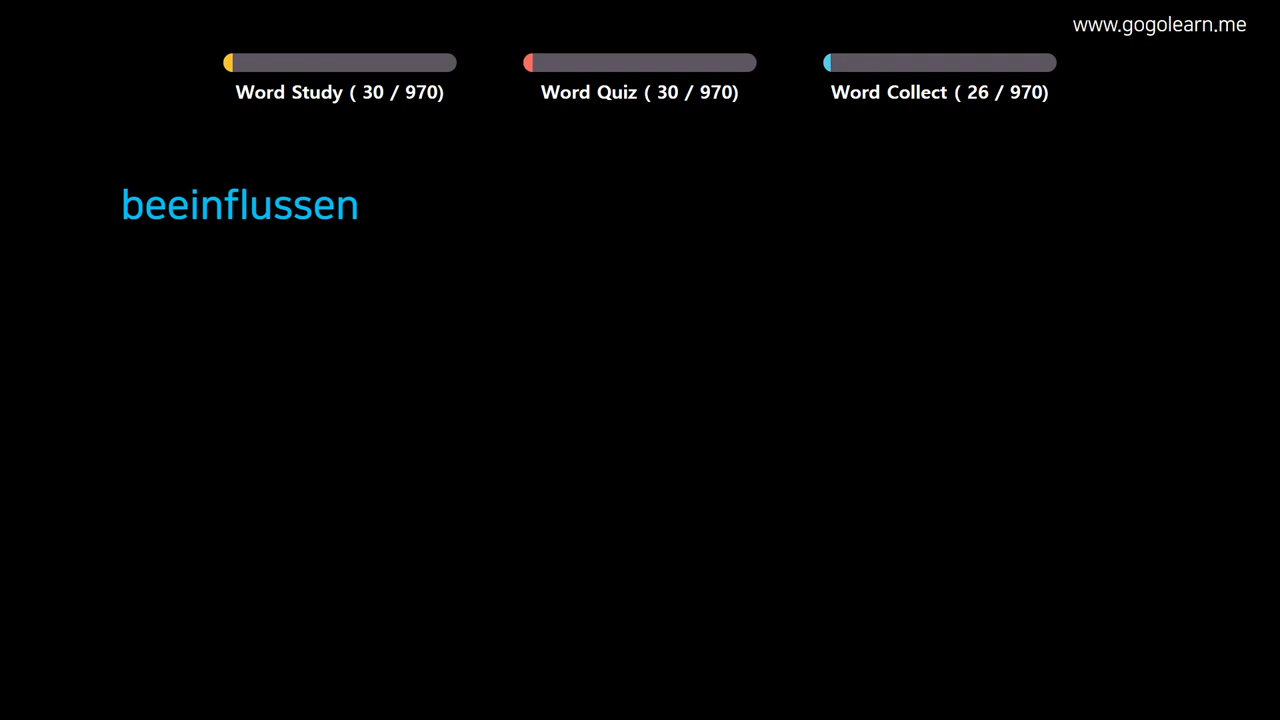 www.gogolearn.me
Word Study ( 30 / 970)
Word Quiz ( 30 / 970)
Word Collect ( 26 / 970)
beeinflussen